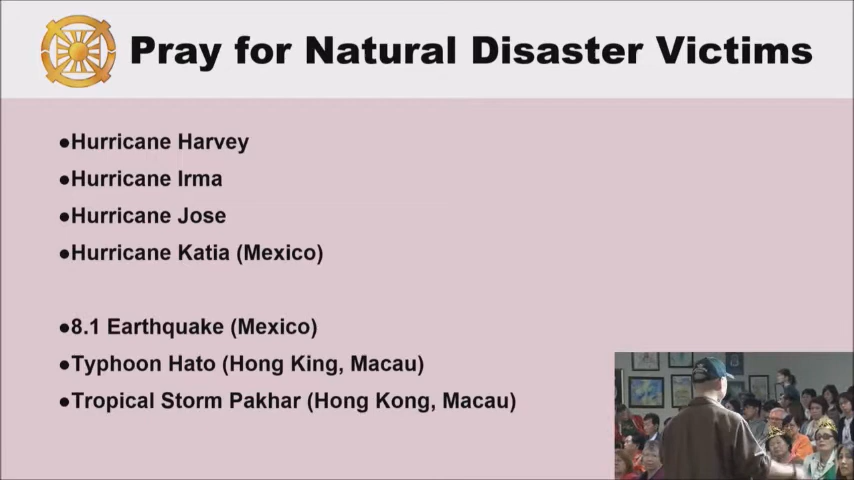 Pray for Natural Disaster Victims
●Hurricane Harvey
●Hurricane Irma
●Hurricane Jose
●Hurricane Katia (Mexico)
●8.1 Earthquake (Mexico)
●Typhoon Hato (Hong King, Macau)
●Tropical Storm Pakhar (Hong Kong, Macau)